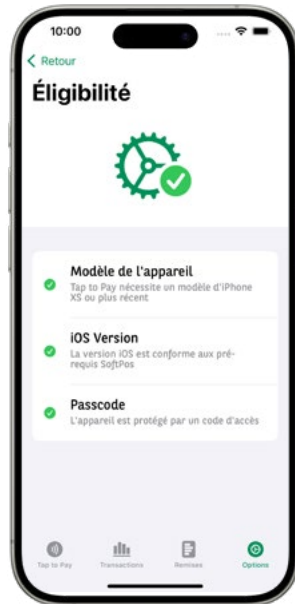 10:00
Retour
Éligibilité
Modèle de l'appareil
Tap to Pay nécessite un modèle d'iPhone
XS ou plus récent
iOS Version
La version iOS est conforme aux pré-
requis SoftPos
Passcode
L'appareil est protégé par un code d'accès
Tap to Pay Transactions Remises Options